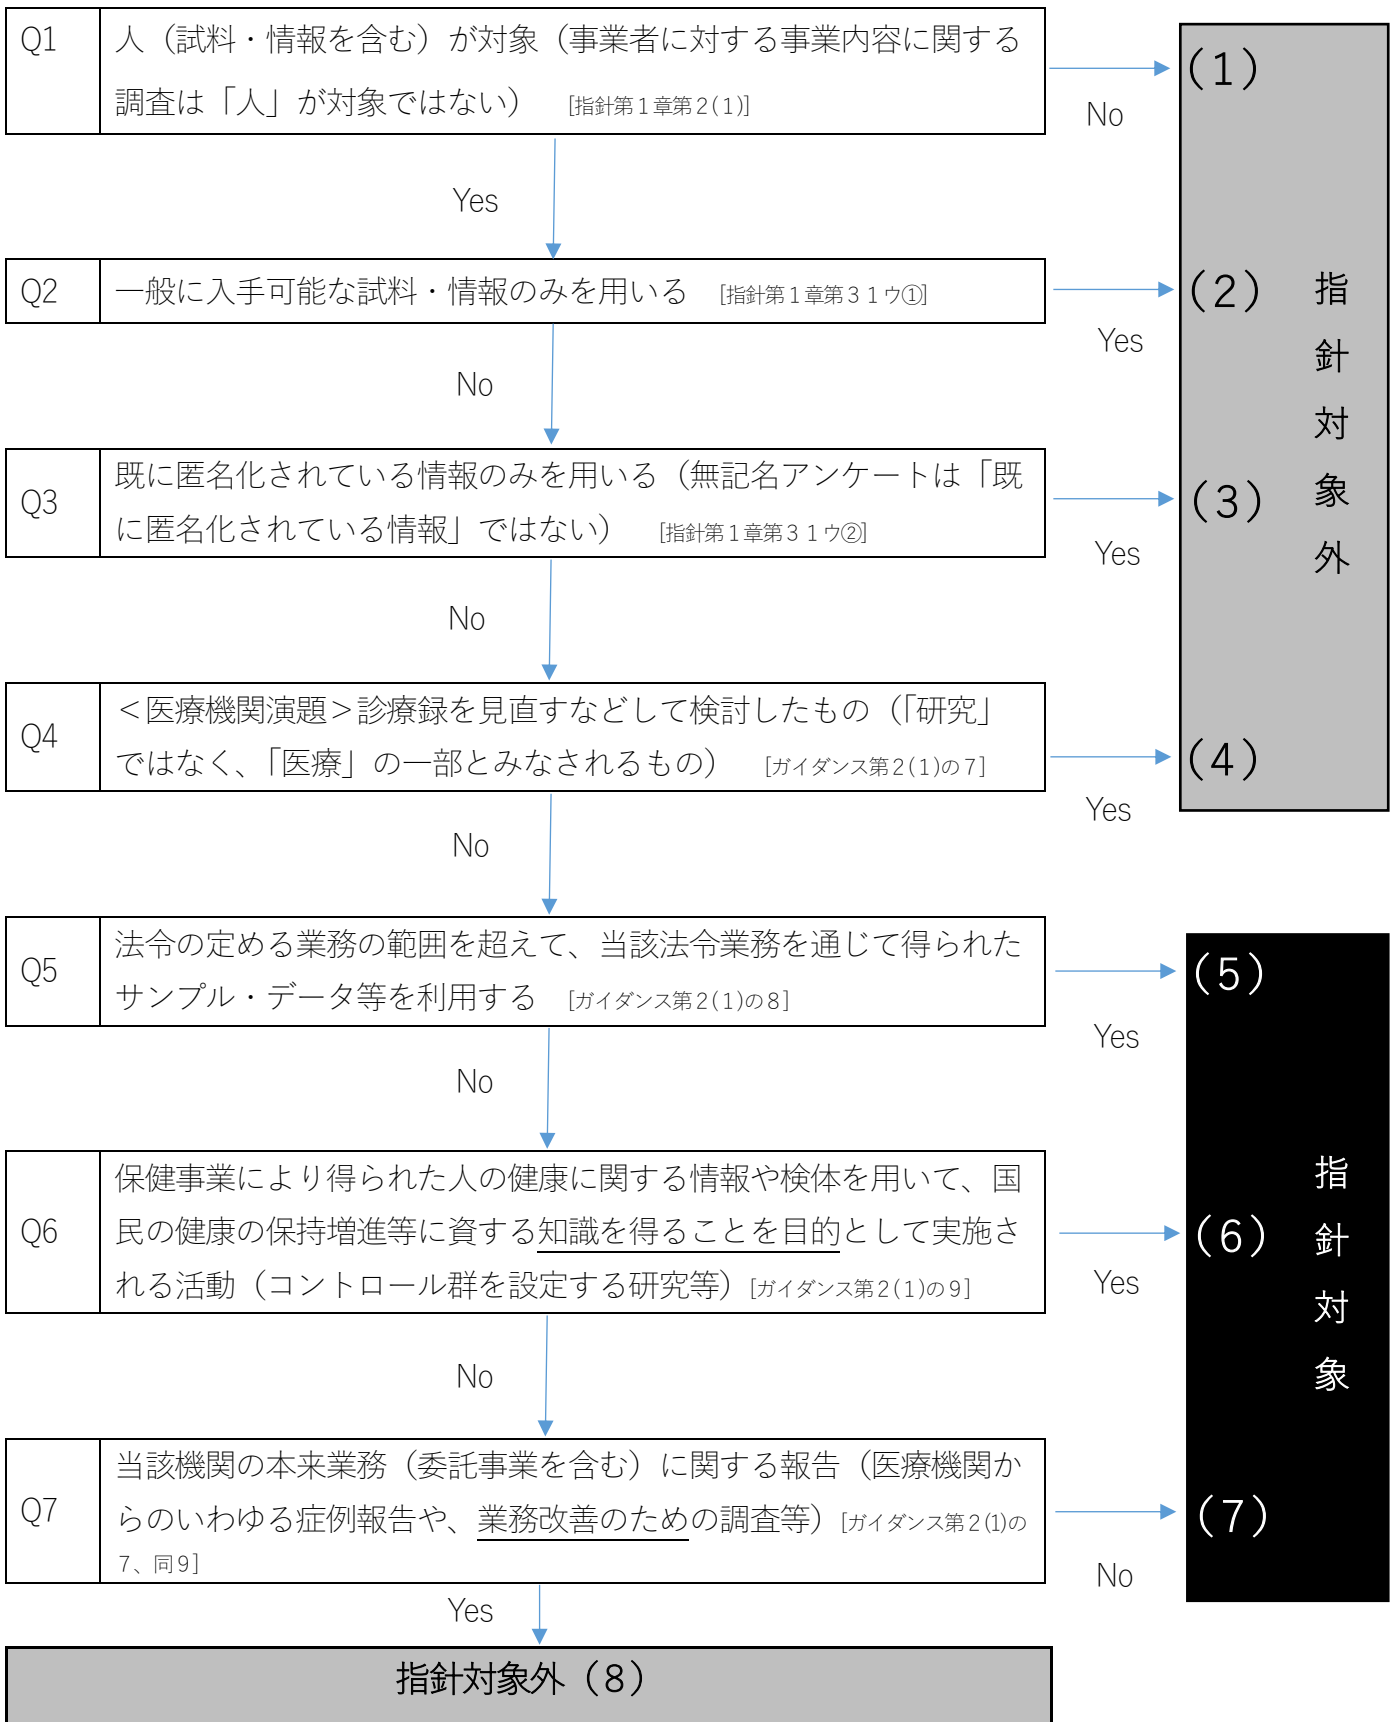 Q1
人（試料・情報を含む）が対象（事業者に対する事業内容に関する
調査は「人」が対象ではない） [指針第１章第２(１)]
(１)
No
Yes
Q2
一般に入手可能な試料・情報のみを用いる [指針第１章第３１ウ①]
(２)
Yes
No
Q3
既に匿名化されている情報のみを用いる（無記名アンケートは「既
に匿名化されている情報」ではない） [指針第１章第３１ウ②]
(３)
Yes
No
指針対象外
Q4
＜医療機関演題＞診療録を見直すなどして検討したもの（「研究」
ではなく、「医療」の一部とみなされるもの） [ガイダンス第２(１)の７]
(４)
Yes
No
Q5
法令の定める業務の範囲を超えて、当該法令業務を通じて得られた
サンプル・データ等を利用する [ガイダンス第２(１)の８]
(５)
Yes
No
Q6
保健事業により得られた人の健康に関する情報や検体を用いて、国
民の健康の保持増進等に資する知識を得ることを目的として実施さ
れる活動（コントロール群を設定する研究等）[ガイダンス第２(１)の９]
(６)
Yes
No
指針対象
Q7
当該機関の本来業務（委託事業を含む）に関する報告（医療機関か
らのいわゆる症例報告や、業務改善のための調査等）[ガイダンス第２(1)の
７、同９]
(７)
No
Yes
指針対象外（８）